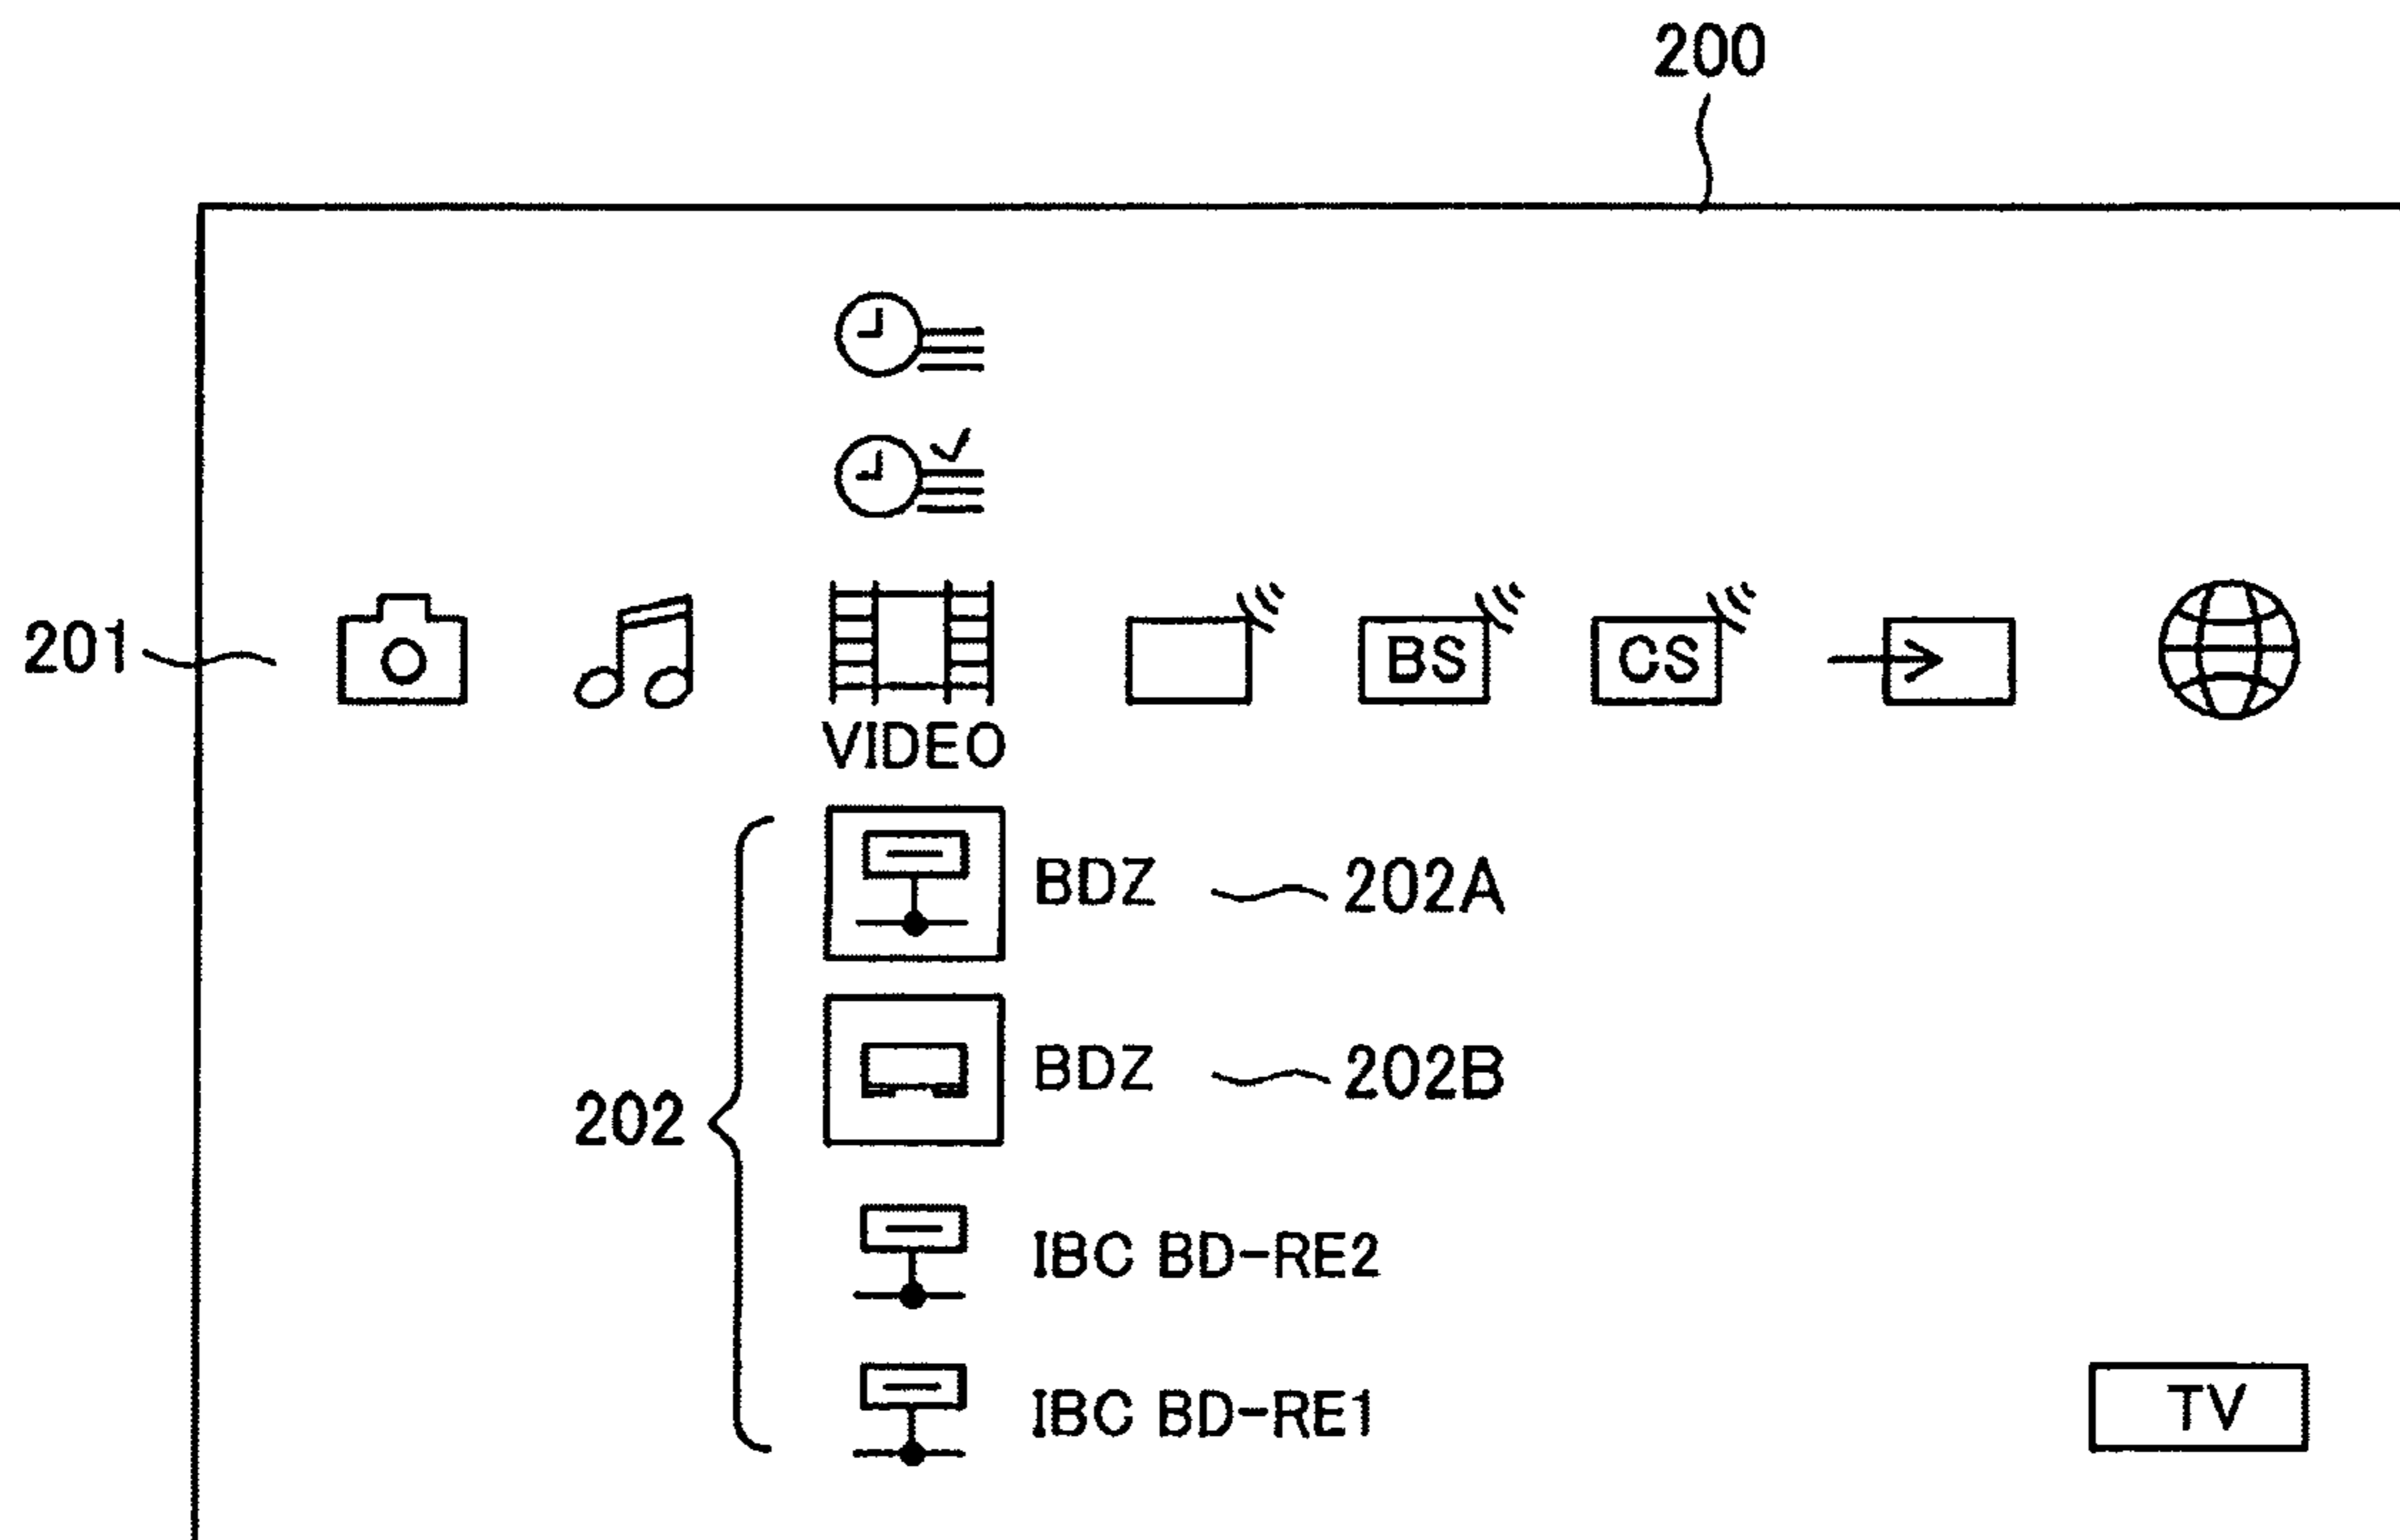 200
201
BS
CS
VIDEO
BDZ 202A
BDZ 202B
202
IBC BD-RE2
IBC BD-RE1
TV